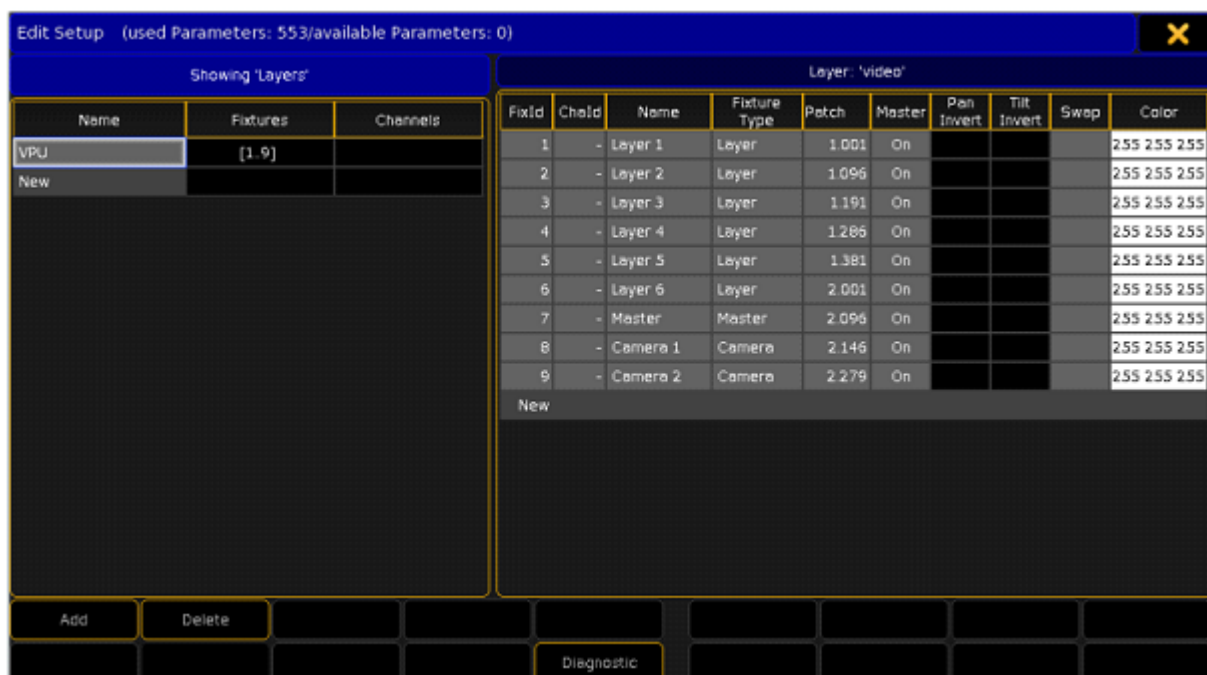 Edit Setup (used Parameters: 553/available Parameters: 0)
Showing 'Layers'
Name Fixtures Channels
VPU [1..9]
New
Layer: 'video'
FixId ChaId Name Fixture Type Patch Master Pan Invert Tilt Invert Swap Color
1 - Layer 1 Layer 1.001 On 255 255 255
2 - Layer 2 Layer 1.096 On 255 255 255
3 - Layer 3 Layer 1.191 On 255 255 255
4 - Layer 4 Layer 1.286 On 255 255 255
5 - Layer 5 Layer 1.381 On 255 255 255
6 - Layer 6 Layer 2.001 On 255 255 255
7 - Master Master 2.096 On 255 255 255
8 - Camera 1 Camera 2.146 On 255 255 255
9 - Camera 2 Camera 2.279 On 255 255 255
New
Add Delete
Diagnostic